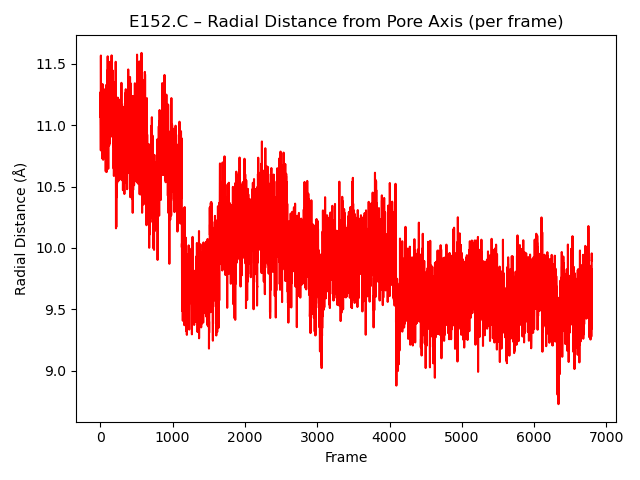 E152.C – Radial Distance from Pore Axis (per frame)
11.5
11.0
10.5
10.0
9.5
9.0
Radial Distance (Å)
0 1000 2000 3000 4000 5000 6000 7000
Frame